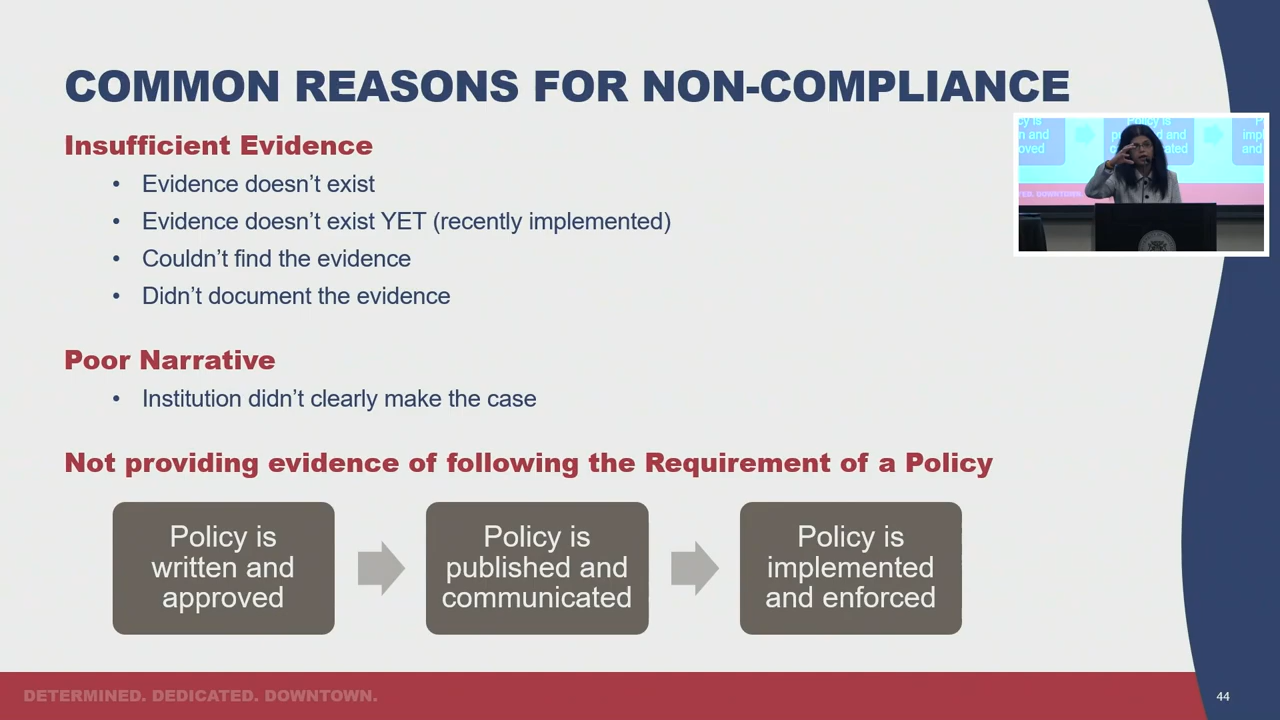 COMMON REASONS FOR NON-COMPLIANCE
Insufficient Evidence
• Evidence doesn't exist
• Evidence doesn't exist YET (recently implemented)
• Couldn't find the evidence
• Didn't document the evidence
Poor Narrative
• Institution didn't clearly make the case
Not providing evidence of following the Requirement of a Policy
Policy is
written and
approved
Policy is
published and
communicated
Policy is
implemented
and enforced
DETERMINED. DEDICATED. DOWNTOWN.
44